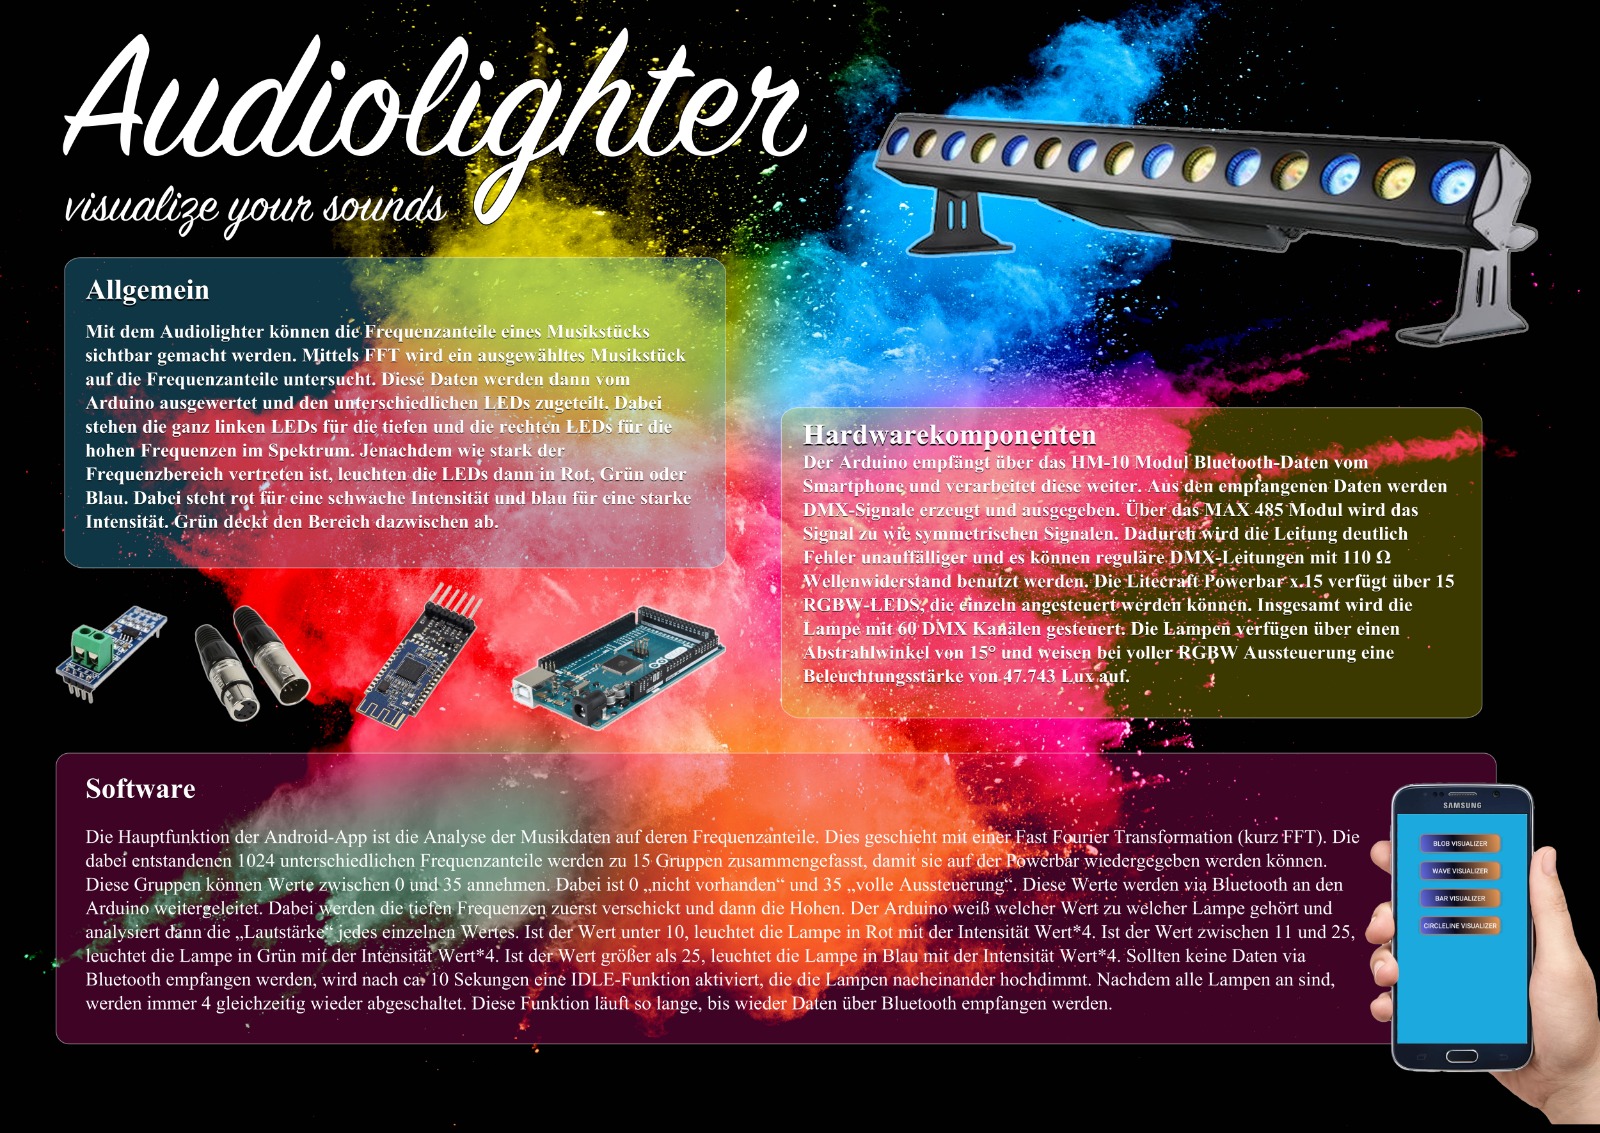 Audiolighter
visualize your sounds
Allgemein
Mit dem Audiolighter können die Frequenzanteile eines Musikstücks
sichtbar gemacht werden. Mittels FFT wird ein ausgewähltes Musikstück
auf die Frequenzanteile untersucht. Diese Daten werden dann vom
Arduino ausgewertet und den unterschiedlichen LEDs zugeteilt. Dabei
stehen die ganz linken LEDs für die tiefen und die rechten LEDs für die
hohen Frequenzen im Spektrum. Jenachdem wie stark der
Frequenzbereich vertreten ist, leuchten die LEDs dann in Rot, Grün oder
Blau. Dabei steht rot für eine schwache Intensität und blau für eine starke
Intensität. Grün deckt den Bereich dazwischen ab.
Hardwarekomponenten
Der Arduino empfängt über das HM-10 Modul Bluetooth-Daten vom
Smartphone und verarbeitet diese weiter. Aus den empfangenen Daten werden
DMX-Signale erzeugt und ausgegeben. Über das MAX 485 Modul wird das
Signal zu wie symmetrischen Signalen. Dadurch wird die Leitung deutlich
Fehler unauffälliger und es können reguläre DMX-Leitungen mit 110 Ω
Wellenwiderstand benutzt werden. Die Litecraft Powerbar x.15 verfügt über 15
RGBW-LEDS, die einzeln angesteuert werden können. Insgesamt wird die
Lampe mit 60 DMX Kanälen gesteuert. Die Lampen verfügen über einen
Abstrahlwinkel von 15° und weisen bei voller RGBW Aussteuerung eine
Beleuchtungsstärke von 47.743 Lux auf.
Software
Die Hauptfunktion der Android-App ist die Analyse der Musikdaten auf deren Frequenzanteile. Dies geschieht mit einer Fast Fourier Transformation (kurz FFT). Die
dabei entstandenen 1024 unterschiedlichen Frequenzanteile werden zu 15 Gruppen zusammengefasst, damit sie auf der Powerbar wiedergegeben werden können.
Diese Gruppen können Werte zwischen 0 und 35 annehmen. Dabei ist 0 „nicht vorhanden“ und 35 „volle Aussteuerung“. Diese Werte werden via Bluetooth an den
Arduino weitergeleitet. Dabei werden die tiefen Frequenzen zuerst verschickt und dann die Hohen. Der Arduino weiß welcher Wert zu welcher Lampe gehört und
analysiert dann die „Lautstärke“ jedes einzelnen Wertes. Ist der Wert unter 10, leuchtet die Lampe in Rot mit der Intensität Wert*4. Ist der Wert zwischen 11 und 25,
leuchtet die Lampe in Grün mit der Intensität Wert*4. Ist der Wert größer als 25, leuchtet die Lampe in Blau mit der Intensität Wert*4. Sollten keine Daten via
Bluetooth empfangen werden, wird nach ca. 10 Sekungen eine IDLE-Funktion aktiviert, die die Lampen nacheinander hochdimmt. Nachdem alle Lampen an sind,
werden immer 4 gleichzeitig wieder abgeschaltet. Diese Funktion läuft so lange, bis wieder Daten über Bluetooth empfangen werden.
SAMSUNG
BLOB VISUALIZER
WAVE VISUALIZER
BAR VISUALIZER
CIRCLELINE VISUALIZER